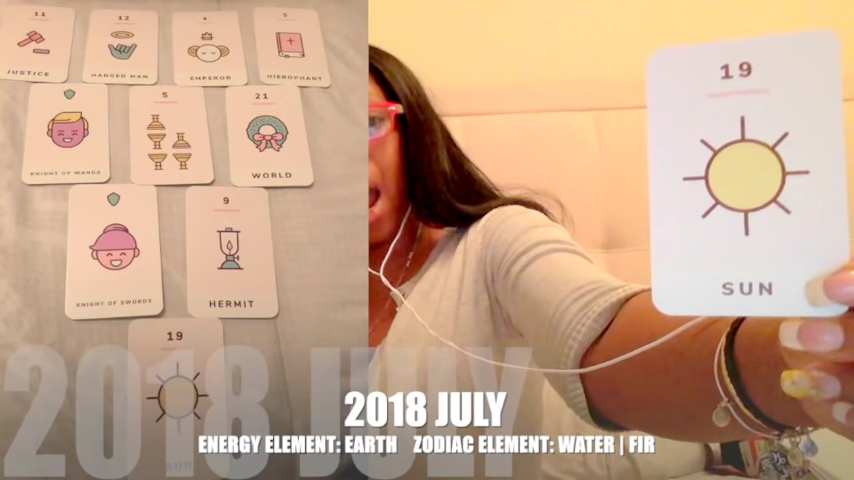 11
JUSTICE
12
HANGED MAN
4
EMPEROR
5
HIEROPHANT
KNIGHT OF WANDS
5
21
WORLD
KNIGHT OF SWORDS
9
HERMIT
19
SUN
19
SUN
2018 JULY
2018 JULY
ENERGY ELEMENT: EARTH ZODIAC ELEMENT: WATER | FIR